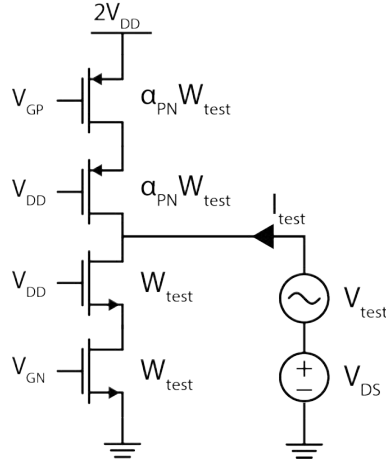 2V_DD
V_GP
α_PN W_test
V_DD
α_PN W_test
I_test
V_DD
W_test
V_test
V_GN
W_test
V_DS